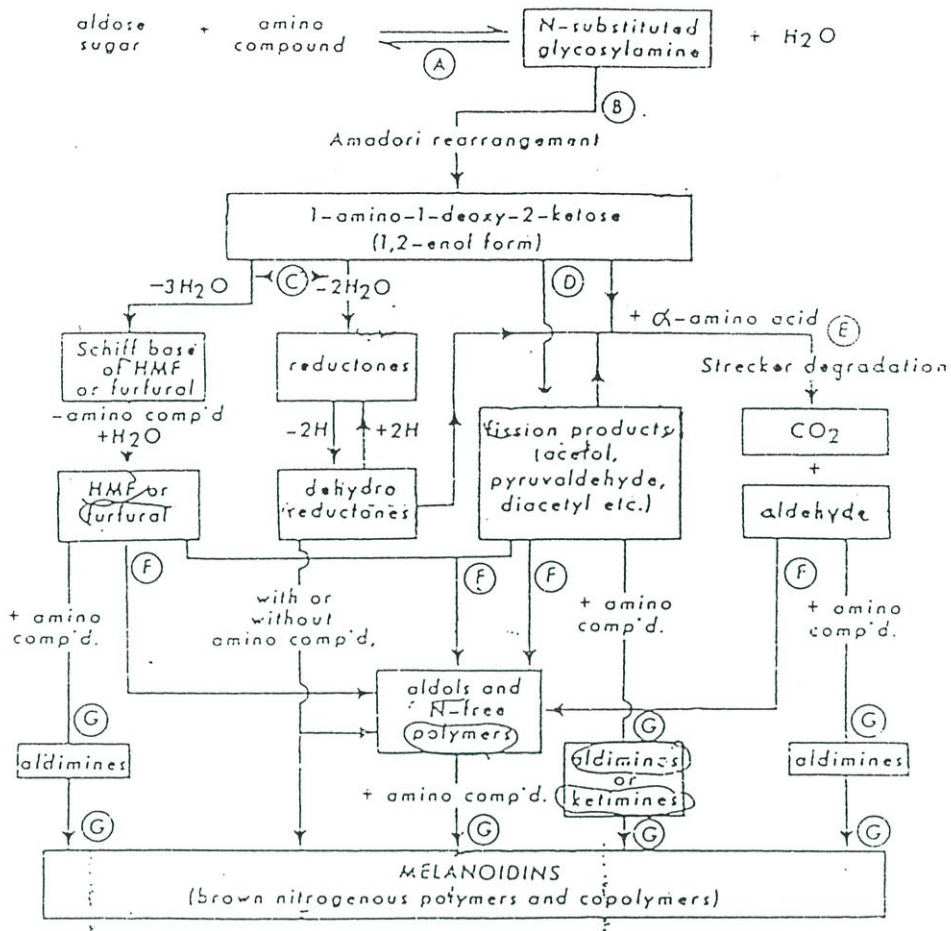 aldose sugar + amino compound
N-substituted glycosylamine + H2O
A
B
Amadori rearrangement
1-amino-1-deoxy-2-ketose
(1,2-enol form)
-3H2O
C
-2H2O
D
+ α-amino acid
E
Strecker degradation
Schiff base
of HMF
or furfural
-amino comp'd
+H2O
reductones
-2H
+2H
fission products
(acetol,
pyruvaldehyde,
diacetyl etc.)
CO2
+
aldehyde
HMF or
furfural
dehydro
reductones
F
F
F
F
+ amino
comp'd.
with or
without
amino comp'd,
+ amino
comp'd.
+ amino
comp'd.
aldols and
N-free
polymers
G
G
G
aldimines
aldimines
or
ketimines
aldimines
+ amino comp'd.
G
G
G
G
MELANOIDINS
(brown nitrogenous polymers and copolymers)